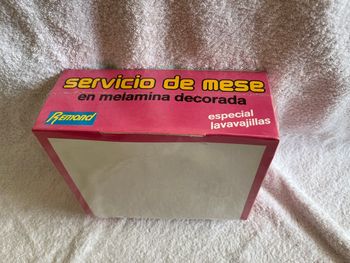 servicio de mese
en melamina decorada
Remond
especial
lavavajillas